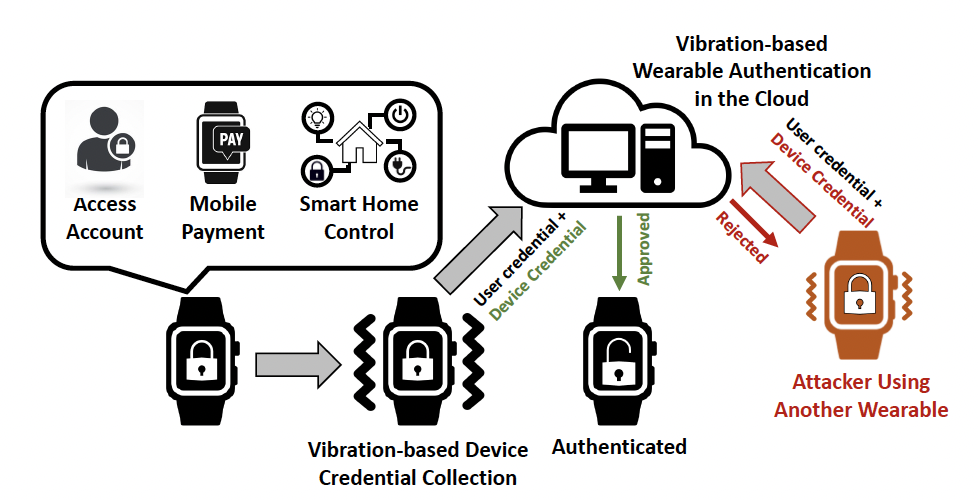 Vibration-based
Wearable Authentication
in the Cloud
Access
Account
Mobile
Payment
PAY
Smart Home
Control
User credential +
Device Credential
Approved
Rejected
User credential +
Device Credential
Vibration-based Device
Credential Collection
Authenticated
Attacker Using
Another Wearable